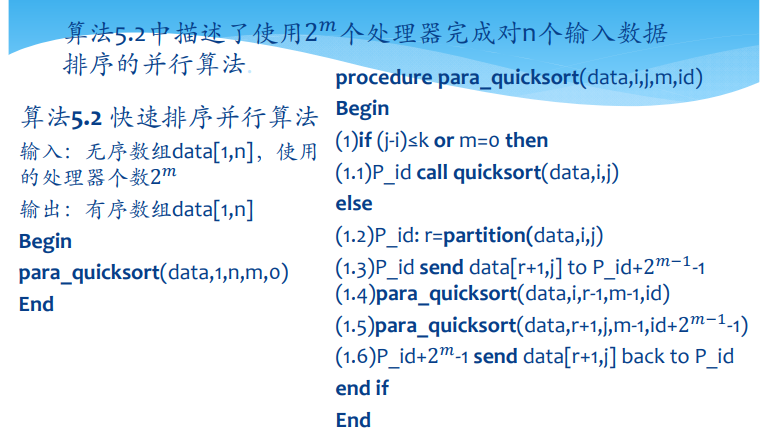 算法5.2中描述了使用2^m个处理器完成对n个输入数据
排序的并行算法.
算法5.2 快速排序并行算法
输入：无序数组data[1,n]，使用
的处理器个数2^m
输出：有序数组data[1,n]
Begin
para_quicksort(data,1,n,m,0)
End
procedure para_quicksort(data,i,j,m,id)
Begin
(1)if (j-i)≤k or m=0 then
(1.1)P_id call quicksort(data,i,j)
else
(1.2)P_id: r=partition(data,i,j)
(1.3)P_id send data[r+1,j] to P_id+2^{m-1}-1
(1.4)para_quicksort(data,i,r-1,m-1,id)
(1.5)para_quicksort(data,r+1,j,m-1,id+2^{m-1}-1)
(1.6)P_id+2^m-1 send data[r+1,j] back to P_id
end if
End